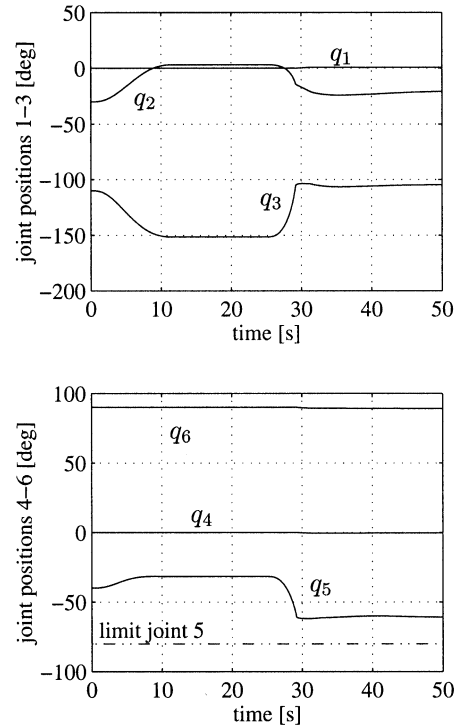 joint positions 1–3 [deg]
50
0
−50
−100
−150
−200
q1
q2
q3
0 10 20 30 40 50
time [s]
joint positions 4–6 [deg]
100
50
0
−50
−100
q6
q4
q5
limit joint 5
0 10 20 30 40 50
time [s]